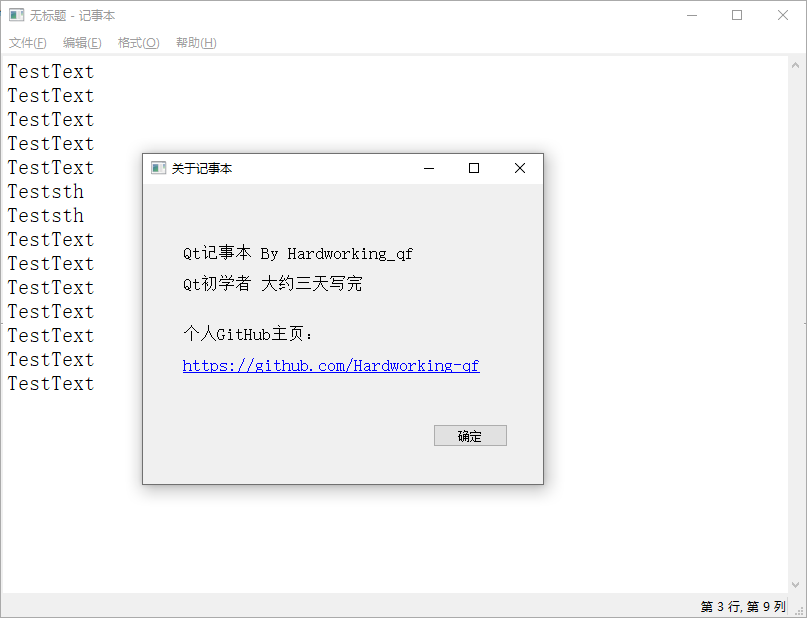 无标题 - 记事本
文件(F) 编辑(E) 格式(O) 帮助(H)
TestText
TestText
TestText
TestText
TestText
Teststh
Teststh
TestText
TestText
TestText
TestText
TestText
TestText
TestText
关于记事本
Qt记事本 By Hardworking_qf
Qt初学者 大约三天写完
个人GitHub主页:
https://github.com/Hardworking-qf
确定
第 3 行, 第 9 列